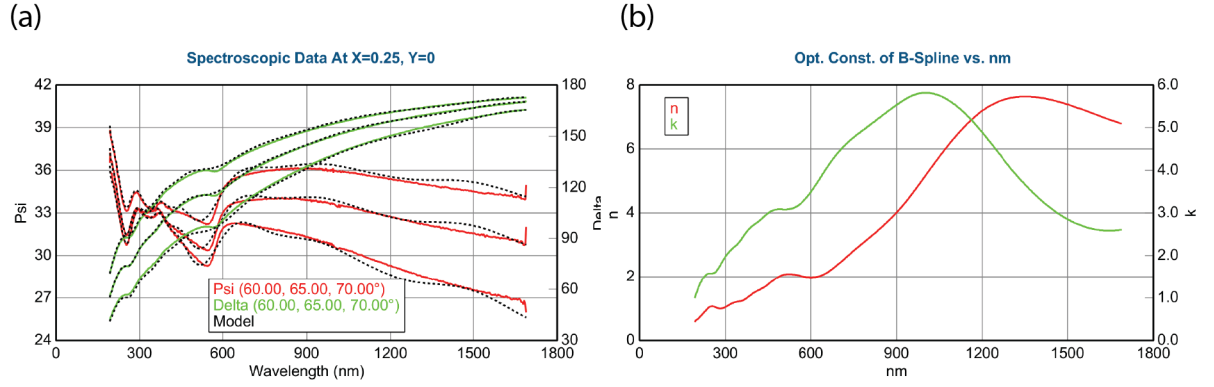 (a)
Spectroscopic Data At X=0.25, Y=0
42
39
36
33
30
27
24
Psi
180
150
120
90
60
30
Delta
Psi (60.00, 65.00, 70.00°)
Delta (60.00, 65.00, 70.00°)
Model
0
300
600
900
1200
1500
1800
Wavelength (nm)
(b)
Opt. Const. of B-Spline vs. nm
8
6
4
2
0
n
n
k
6.0
5.0
4.0
3.0
2.0
1.0
0.0
k
0
300
600
900
1200
1500
1800
nm